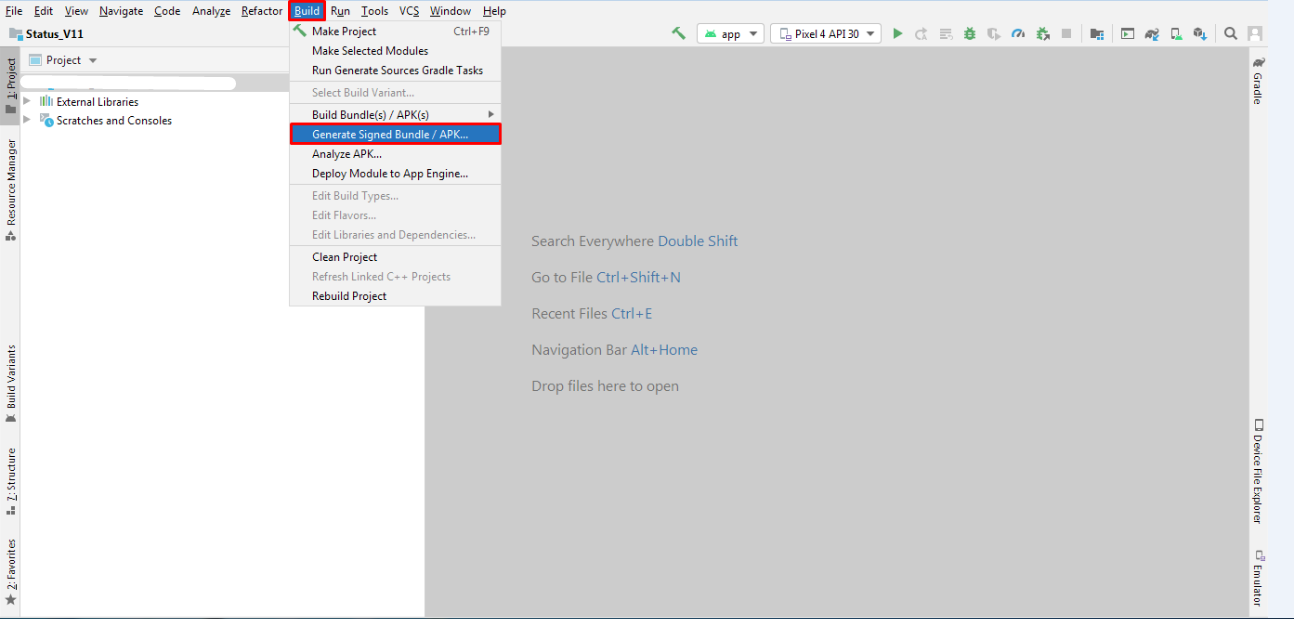 File Edit View Navigate Code Analyze Refactor Build Run Tools VCS Window Help
Status_V11
app
Pixel 4 API 30
Project
External Libraries
Scratches and Consoles
Make Project Ctrl+F9
Make Selected Modules
Run Generate Sources Gradle Tasks
Select Build Variant...
Build Bundle(s) / APK(s)
Generate Signed Bundle / APK...
Analyze APK...
Deploy Module to App Engine...
Edit Build Types...
Edit Flavors...
Edit Libraries and Dependencies...
Clean Project
Refresh Linked C++ Projects
Rebuild Project
Search Everywhere Double Shift
Go to File Ctrl+Shift+N
Recent Files Ctrl+E
Navigation Bar Alt+Home
Drop files here to open
1: Project
Resource Manager
Build Variants
7: Structure
2: Favorites
Gradle
Device File Explorer
Emulator